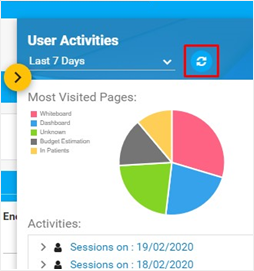 User Activities
Last 7 Days
Most Visited Pages:
Whiteboard
Dashboard
Unknown
Budget Estimation
In Patients
Activities:
Sessions on : 19/02/2020
Sessions on : 18/02/2020